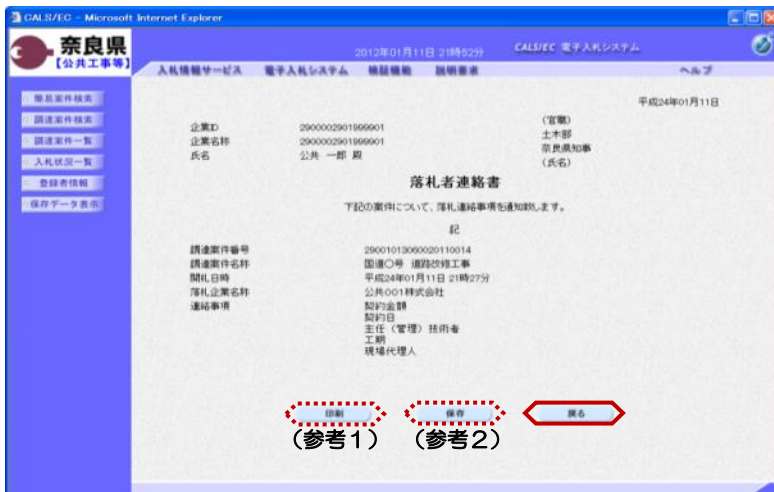 CALS/EC - Microsoft Internet Explorer
奈良県
【公共工事等】
2012年01月11日 21時52分
CALS/EC 電子入札システム
入札情報サービス 電子入札システム 検証機能 説明要求 ヘルプ
簡易案件検索
調達案件検索
調達案件一覧
入札状況一覧
登録者情報
保存データ表示
平成24年01月11日
企業ID 2900002901999901
企業名称 2900002901999901
氏名 公共 一郎 殿
(官職)
土木部
奈良県知事
(氏名)
落札者連絡書
下記の案件について、落札連絡事項を通知致します。
記
調達案件番号 29001013060020110014
調達案件名称 国道〇号 道路改修工事
開札日時 平成24年01月11日 21時27分
落札企業名称 公共001株式会社
連絡事項 契約金額
契約日
主任(管理)技術者
工期
現場代理人
印刷 保存 戻る
(参考1) (参考2)